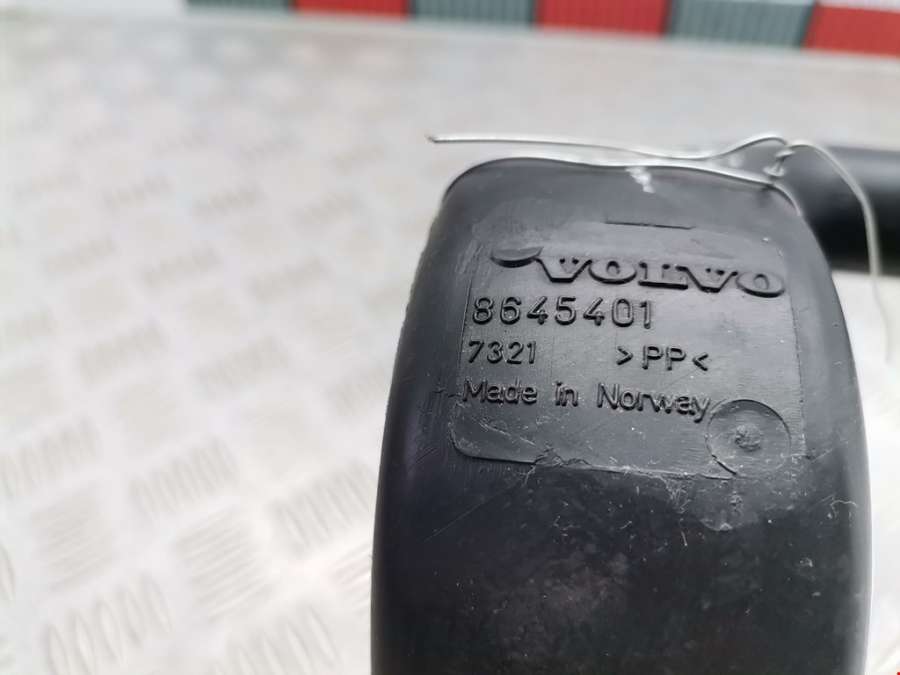 VOLVO
8645401
7321 >PP<
Made in Norway